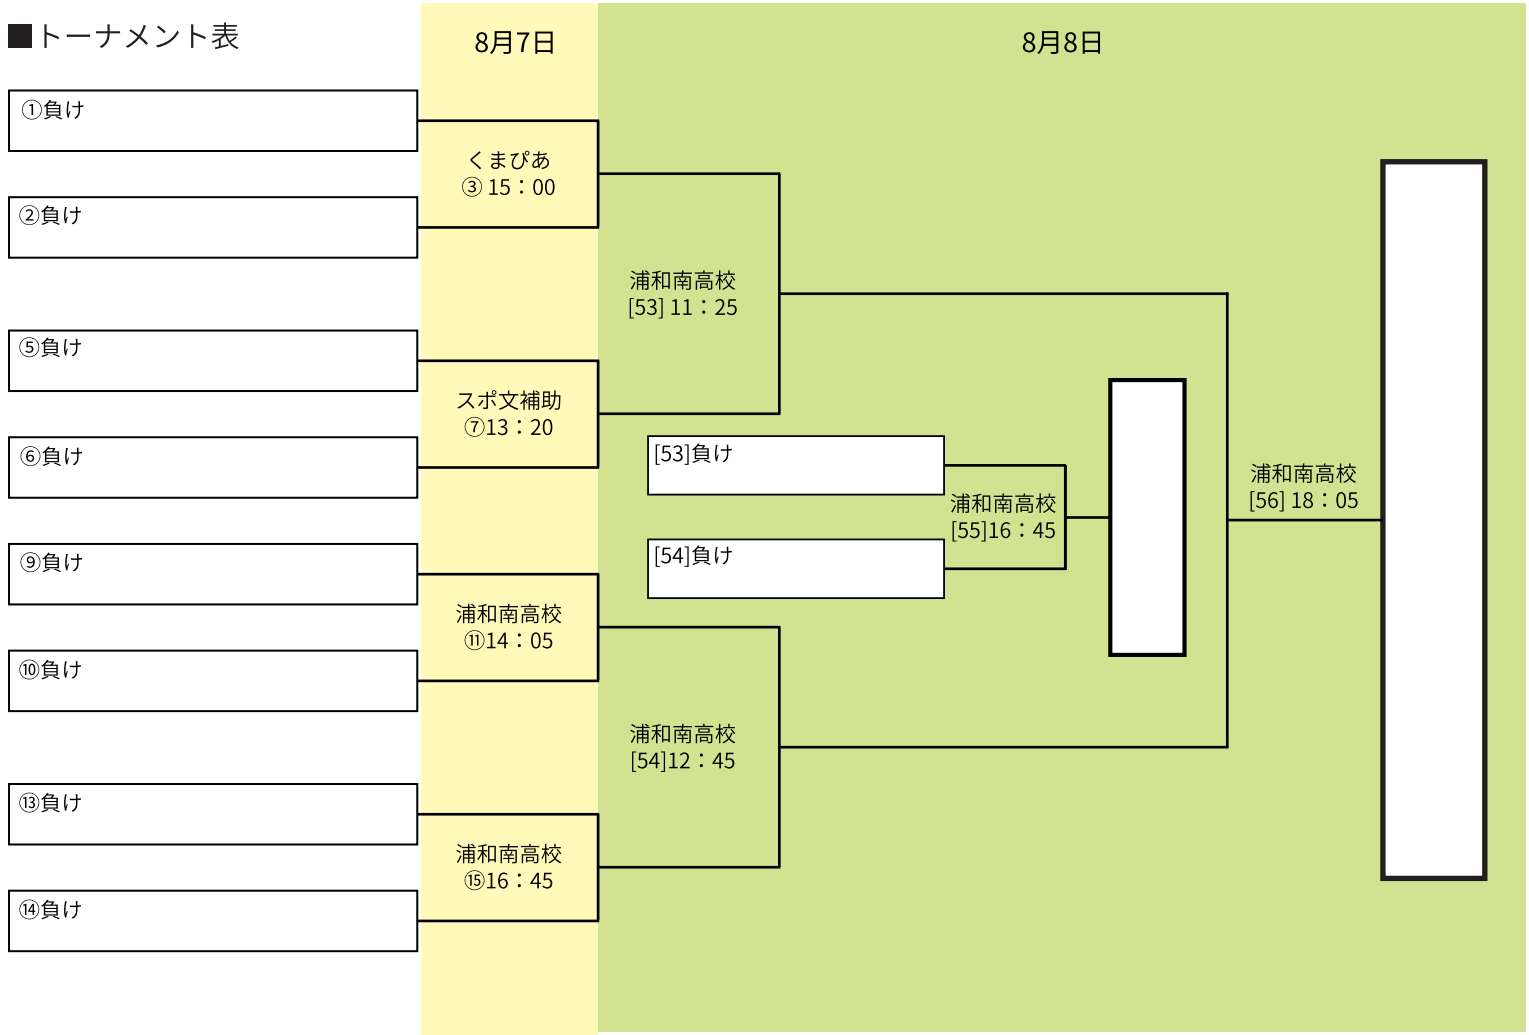 ■トーナメント表
8月7日
8月8日
①負け
くまぴあ
③ 15：00
②負け
浦和南高校
[53] 11：25
⑤負け
スポ文補助
⑦13：20
⑥負け
[53]負け
浦和南高校
[55]16：45
[54]負け
浦和南高校
[56] 18：05
⑨負け
浦和南高校
⑪14：05
⑩負け
浦和南高校
[54]12：45
⑬負け
浦和南高校
⑮16：45
⑭負け